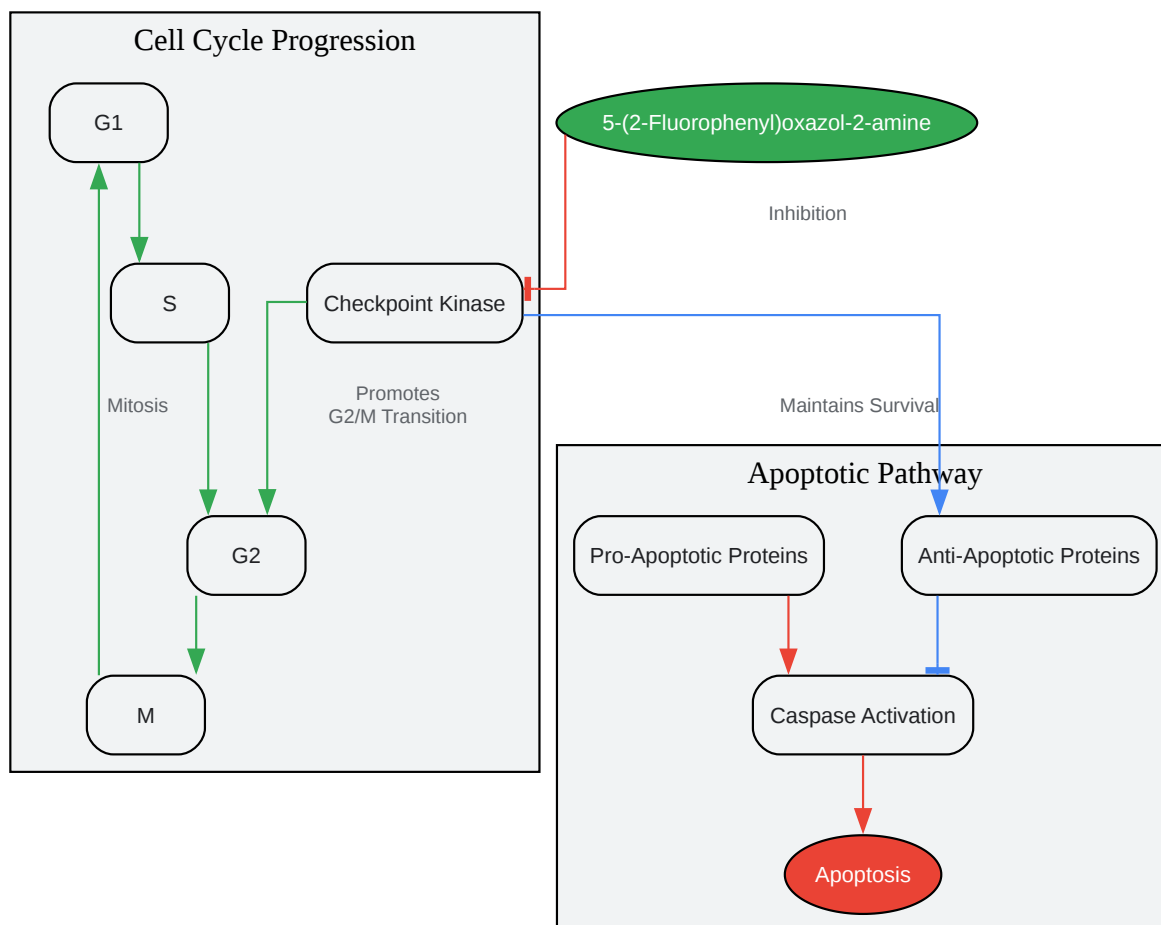 Cell Cycle Progression
G1
5-(2-Fluorophenyl)oxazol-2-amine
Inhibition
S
Checkpoint Kinase
Mitosis
Promotes
G2/M Transition
Maintains Survival
Apoptotic Pathway
G2
Pro-Apoptotic Proteins
Anti-Apoptotic Proteins
M
Caspase Activation
Apoptosis